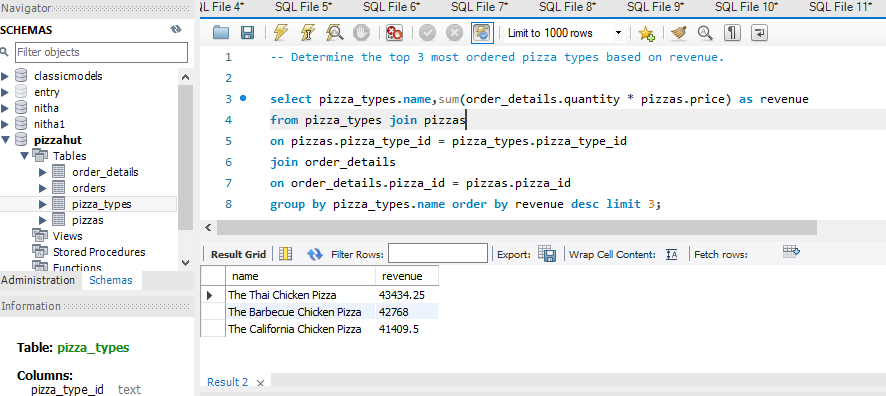 Navigator
SQL File 4* SQL File 5* SQL File 6* SQL File 7* SQL File 8* SQL File 9* SQL File 10* SQL File 11*
SCHEMAS
Limit to 1000 rows
Filter objects
classicmodels
entry
nitha
nitha1
pizzahut
Tables
order_details
orders
pizza_types
pizzas
Views
Stored Procedures
Functions
Administration Schemas
Information
Table: pizza_types
Columns:
pizza_type_id text
1 -- Determine the top 3 most ordered pizza types based on revenue.
2
3 select pizza_types.name,sum(order_details.quantity * pizzas.price) as revenue
4 from pizza_types join pizzas
5 on pizzas.pizza_type_id = pizza_types.pizza_type_id
6 join order_details
7 on order_details.pizza_id = pizzas.pizza_id
8 group by pizza_types.name order by revenue desc limit 3;
Result Grid Filter Rows: Export: Wrap Cell Content: Fetch rows:
name revenue
The Thai Chicken Pizza 43434.25
The Barbecue Chicken Pizza 42768
The California Chicken Pizza 41409.5
Result 2